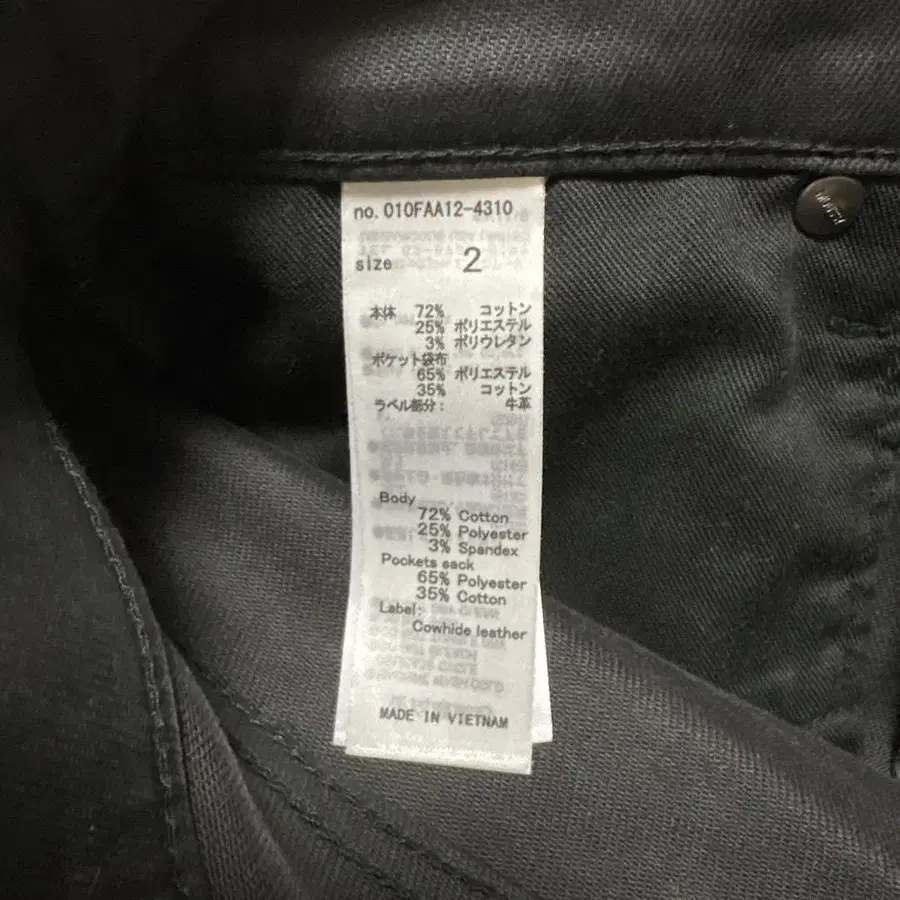 no. 010FAA12-4310
size 2
本体 72% コットン
25% ポリエステル
3% ポリウレタン
ポケット袋布
65% ポリエステル
35% コットン
ラベル部分: 牛革
Body
72% Cotton
25% Polyester
3% Spandex
Pockets sack
65% Polyester
35% Cotton
Label:
Cowhide leather
MADE IN VIETNAM